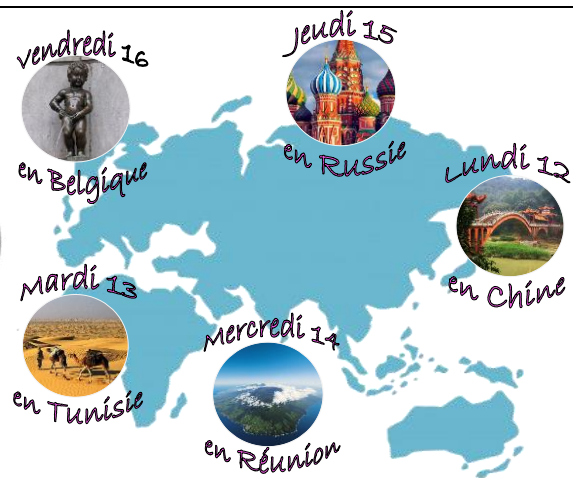 vendredi 16
en Belgique
Jeudi 15
en Russie
Lundi 12
en Chine
Mardi 13
en Tunisie
Mercredi 14
en Réunion